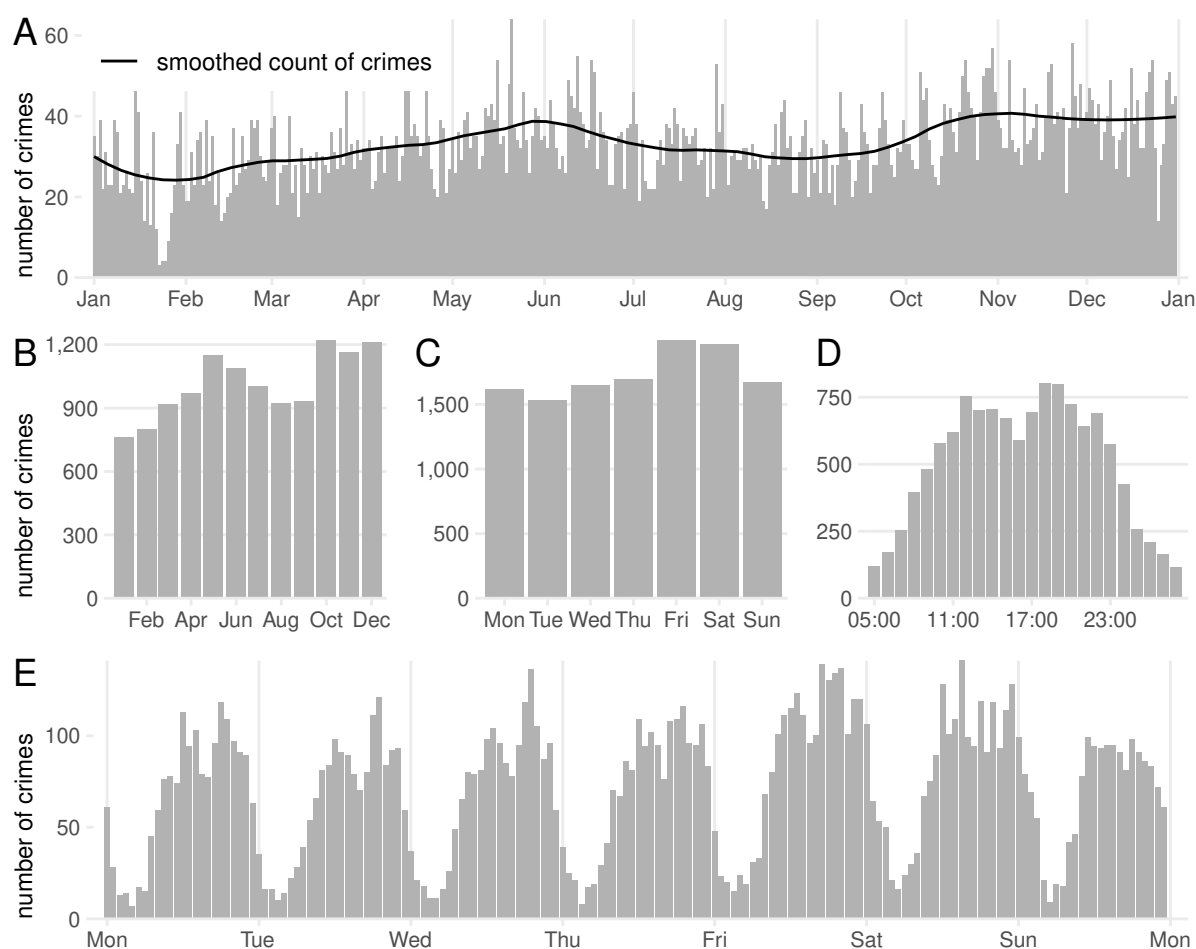 A
60
smoothed count of crimes
40
20
0
number of crimes
Jan Feb Mar Apr May Jun Jul Aug Sep Oct Nov Dec Jan
B
1,200
900
600
300
0
number of crimes
Feb Apr Jun Aug Oct Dec
C
1,500
1,000
500
0
Mon Tue Wed Thu Fri Sat Sun
D
750
500
250
0
05:00 11:00 17:00 23:00
E
100
50
0
number of crimes
Mon Tue Wed Thu Fri Sat Sun Mon